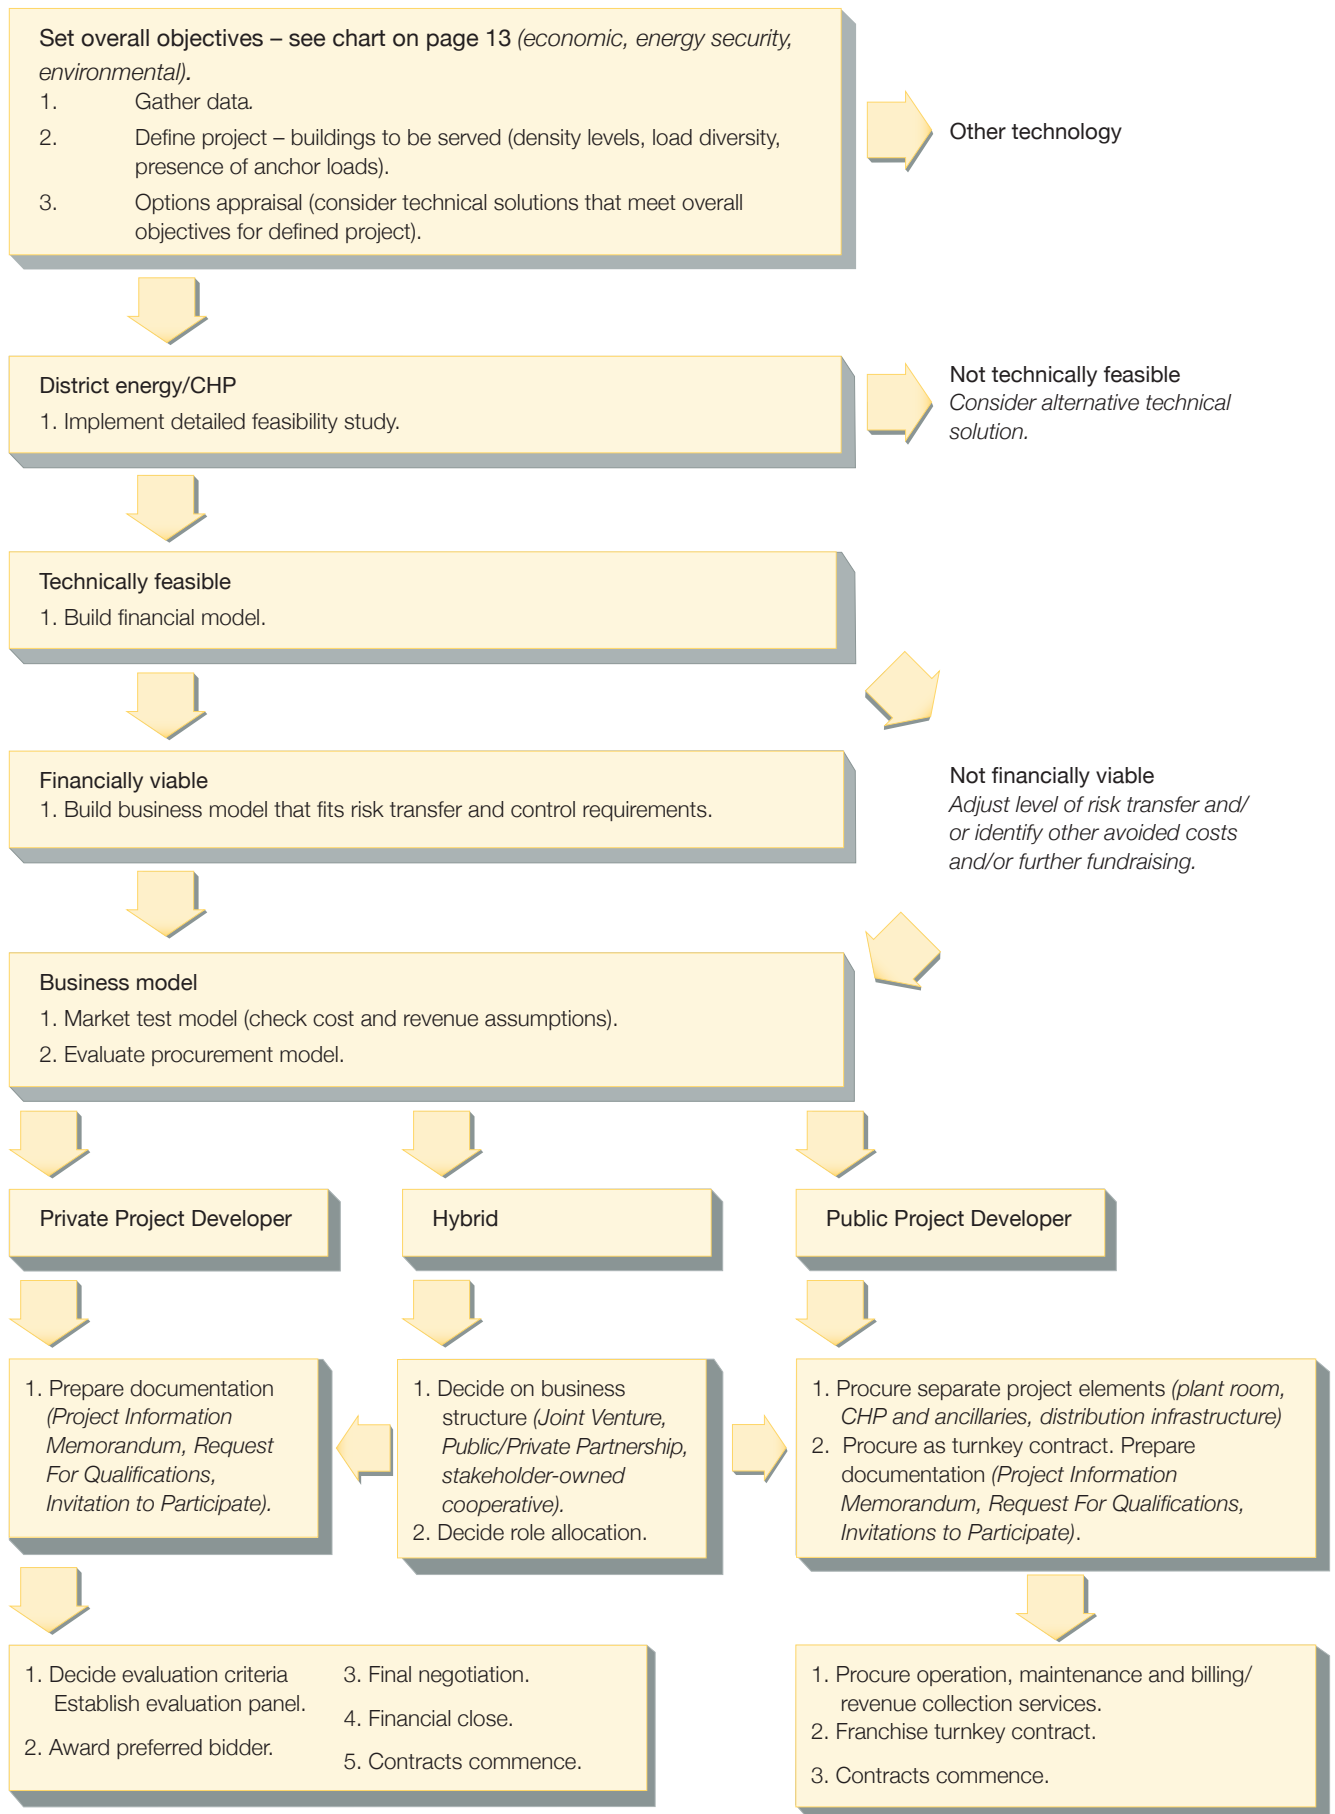 Set overall objectives – see chart on page 13 (economic, energy security,
environmental).
1. Gather data.
2. Define project – buildings to be served (density levels, load diversity,
presence of anchor loads).
3. Options appraisal (consider technical solutions that meet overall
objectives for defined project).
Other technology
District energy/CHP
1. Implement detailed feasibility study.
Not technically feasible
Consider alternative technical
solution.
Technically feasible
1. Build financial model.
Financially viable
1. Build business model that fits risk transfer and control requirements.
Not financially viable
Adjust level of risk transfer and/
or identify other avoided costs
and/or further fundraising.
Business model
1. Market test model (check cost and revenue assumptions).
2. Evaluate procurement model.
Private Project Developer
Hybrid
Public Project Developer
1. Prepare documentation
(Project Information
Memorandum, Request
For Qualifications,
Invitation to Participate).
1. Decide on business
structure (Joint Venture,
Public/Private Partnership,
stakeholder-owned
cooperative).
2. Decide role allocation.
1. Procure separate project elements (plant room,
CHP and ancillaries, distribution infrastructure)
2. Procure as turnkey contract. Prepare
documentation (Project Information
Memorandum, Request For Qualifications,
Invitations to Participate).
1. Decide evaluation criteria
Establish evaluation panel.
2. Award preferred bidder.
3. Final negotiation.
4. Financial close.
5. Contracts commence.
1. Procure operation, maintenance and billing/
revenue collection services.
2. Franchise turnkey contract.
3. Contracts commence.